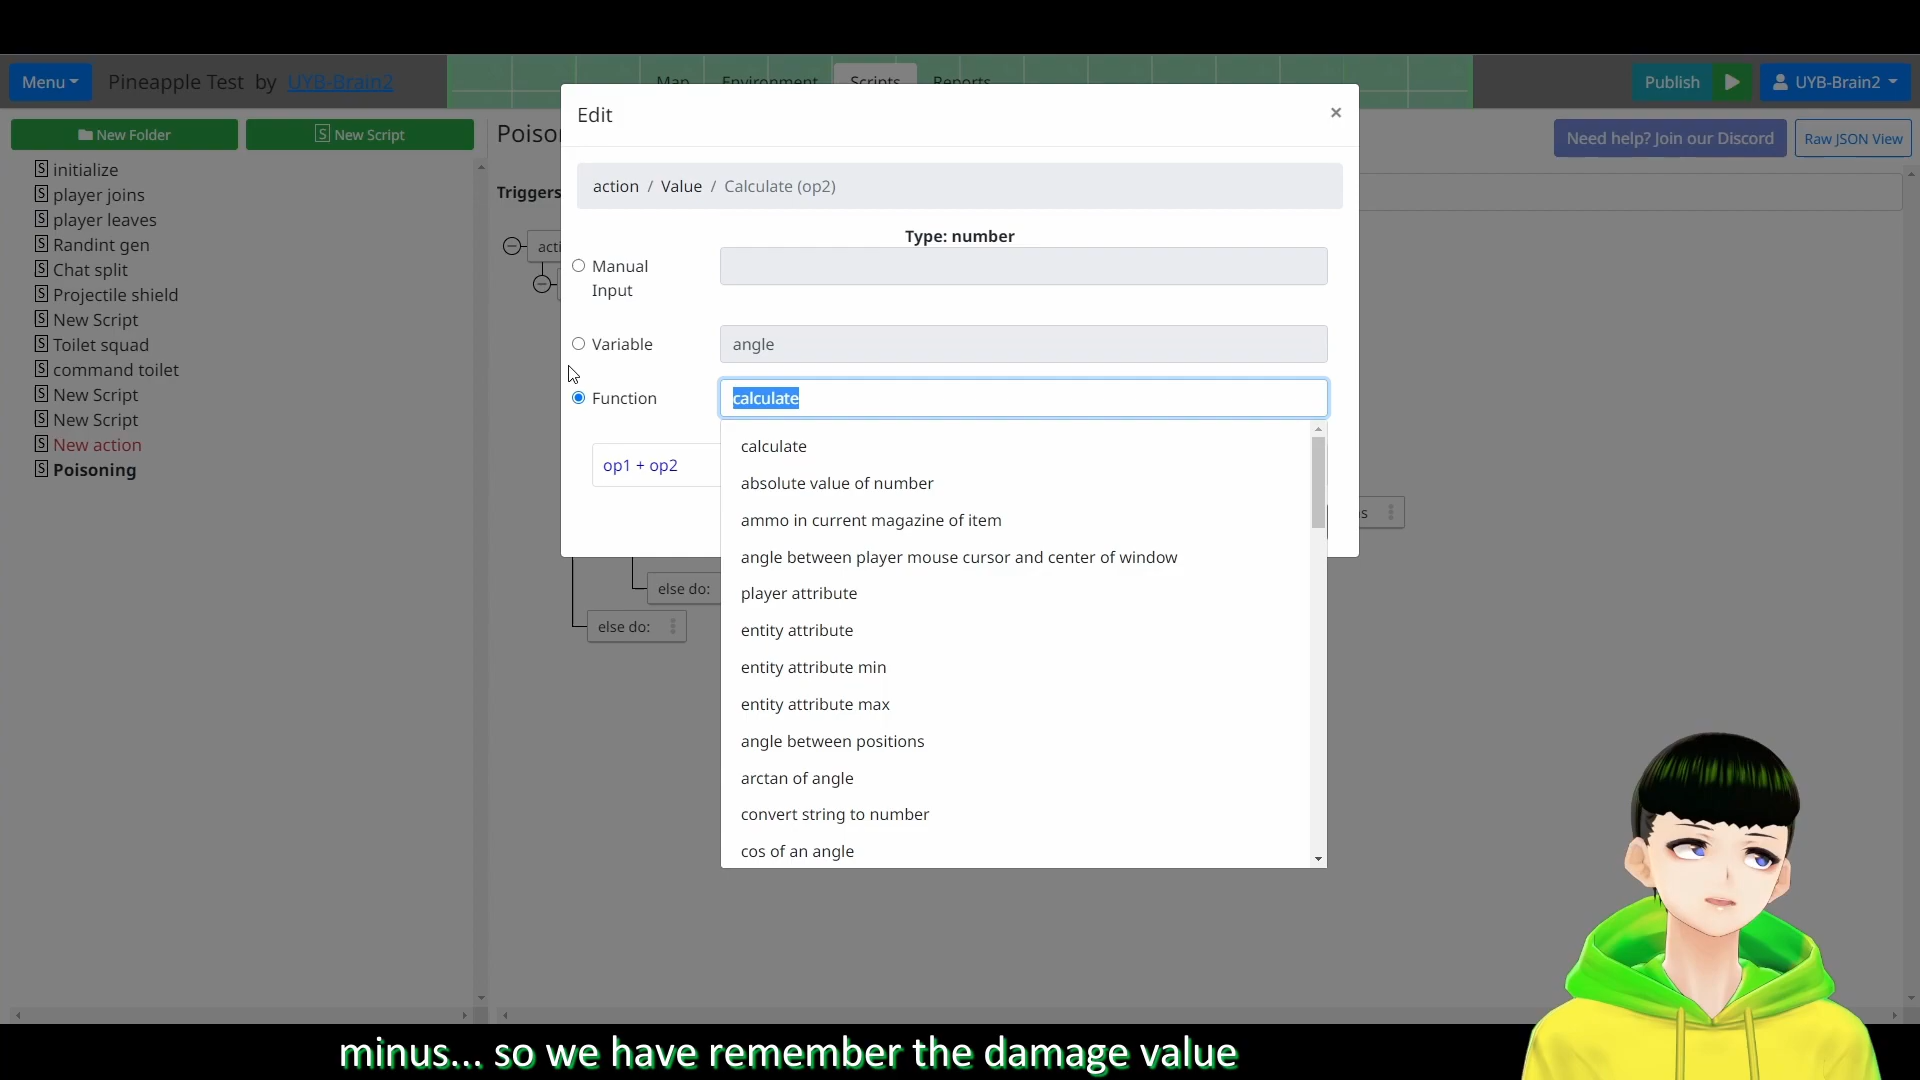 Menu
Pineapple Test by UYB-Brain2
Map
Environment
Scripts
Reports
Publish
UYB-Brain2
New Folder
S New Script
Need help? Join our Discord
Raw JSON View
S initialize
S player joins
S player leaves
S Randint gen
S Chat split
S Projectile shield
S New Script
S Toilet squad
S command toilet
S New Script
S New Script
S New action
S Poisoning
Poiso
Triggers
acti
Edit
×
action / Value / Calculate (op2)
Type: number
Manual
Input
Variable
angle
Function
calculate
op1 + op2
calculate
absolute value of number
ammo in current magazine of item
angle between player mouse cursor and center of window
player attribute
entity attribute
entity attribute min
entity attribute max
angle between positions
arctan of angle
convert string to number
cos of an angle
s
else do:
else do:
minus... so we have remember the damage value